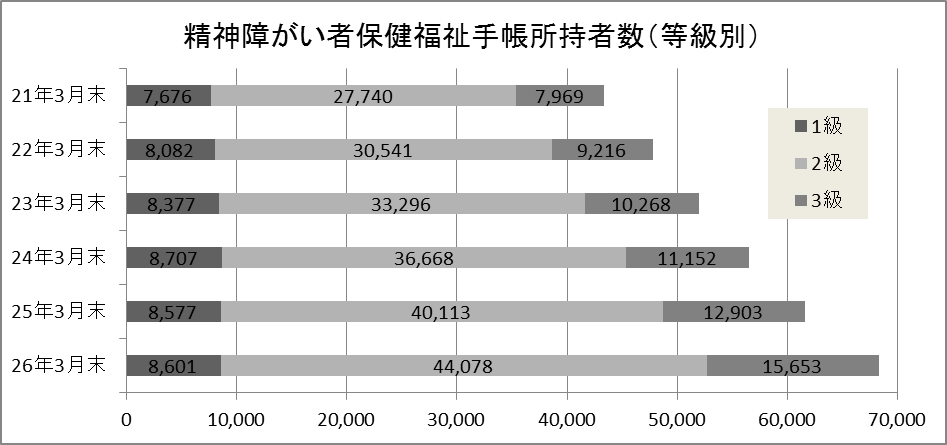 精神障がい者保健福祉手帳所持者数（等級別）
21年3月末 7,676 27,740 7,969
22年3月末 8,082 30,541 9,216
23年3月末 8,377 33,296 10,268
24年3月末 8,707 36,668 11,152
25年3月末 8,577 40,113 12,903
26年3月末 8,601 44,078 15,653
0 10,000 20,000 30,000 40,000 50,000 60,000 70,000
1級
2級
3級